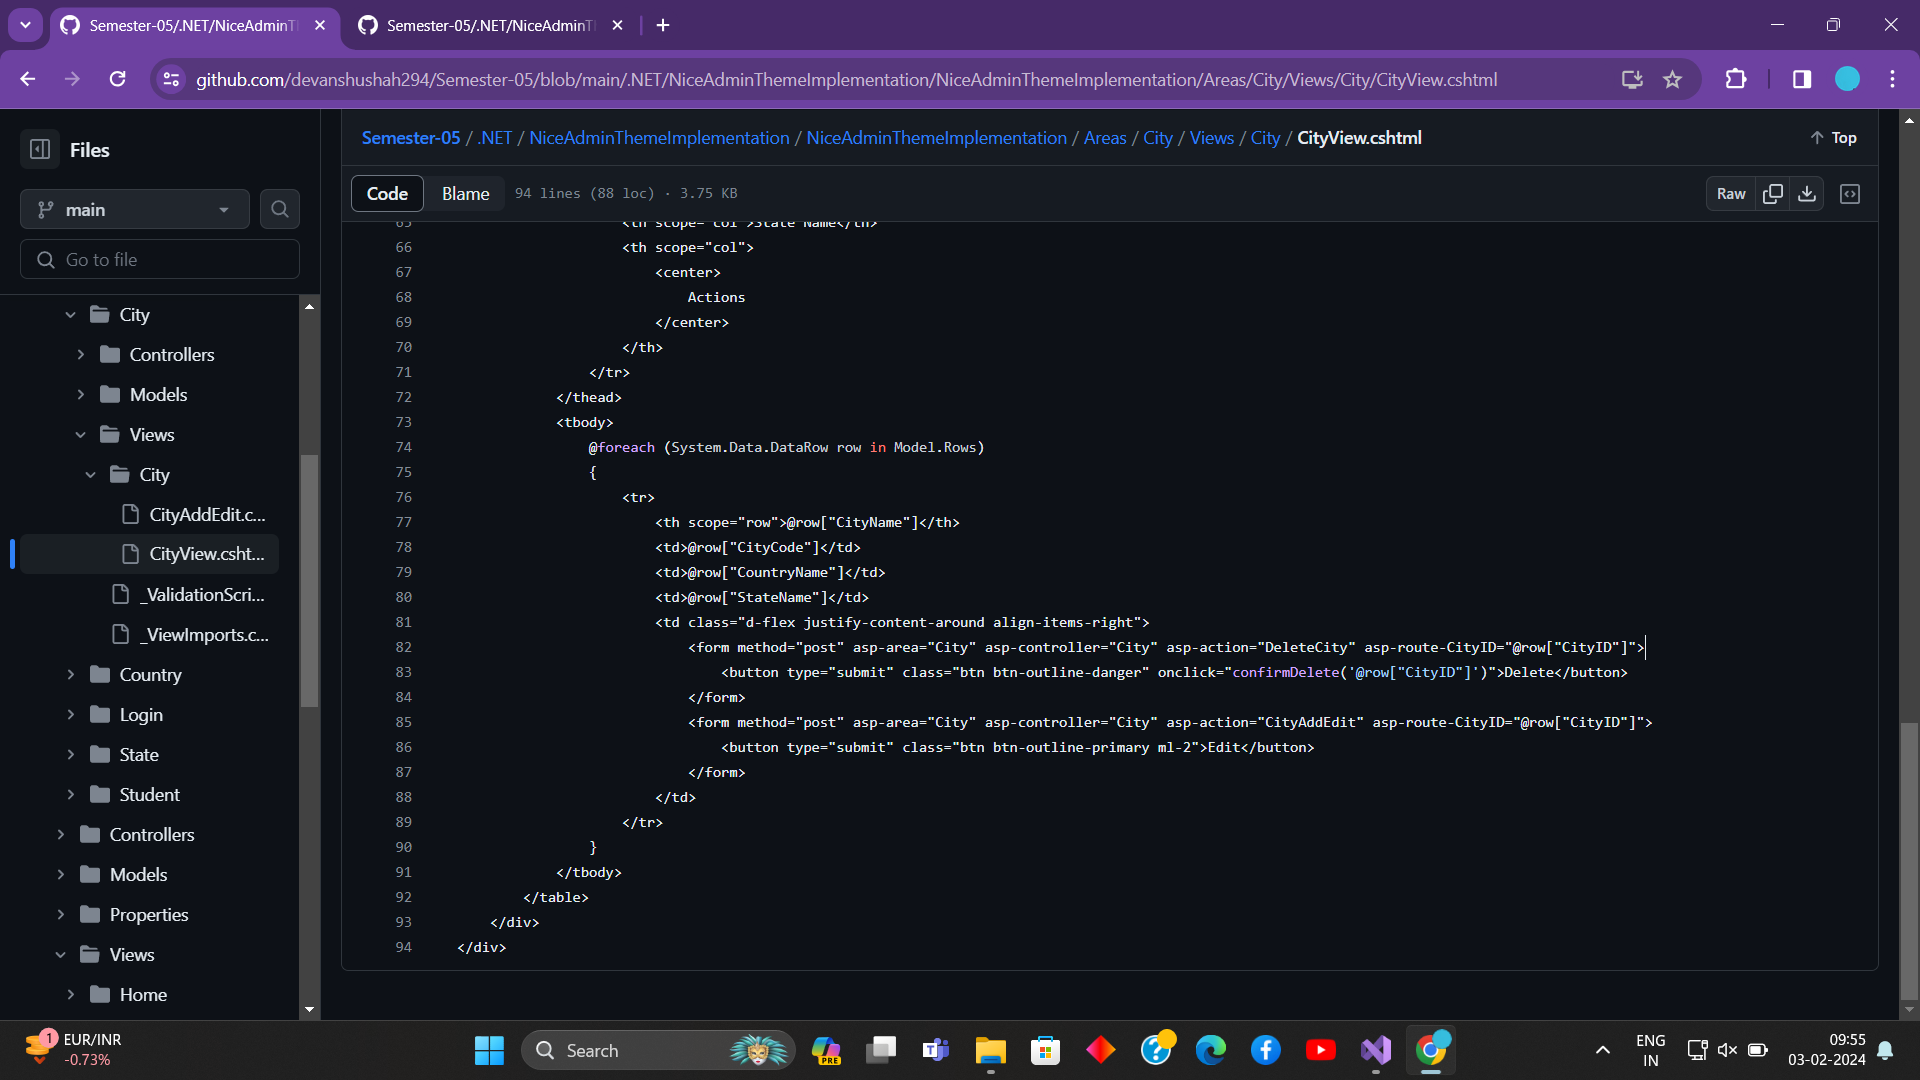 Semester-05/.NET/NiceAdminT
Semester-05/.NET/NiceAdminT
github.com/devanshushah294/Semester-05/blob/main/.NET/NiceAdminThemeImplementation/NiceAdminThemeImplementation/Areas/City/Views/City/CityView.cshtml
Files
main
Go to file
City
Controllers
Models
Views
City
CityAddEdit.c...
CityView.csht...
_ValidationScri...
_ViewImports.c...
Country
Login
State
Student
Controllers
Models
Properties
Views
Home
Semester-05 / .NET / NiceAdminThemeImplementation / NiceAdminThemeImplementation / Areas / City / Views / City / CityView.cshtml
Top
Code Blame 94 lines (88 loc) · 3.75 KB Raw
65 <th scope="col">State Name</th>
66 <th scope="col">
67 <center>
68 Actions
69 </center>
70 </th>
71 </tr>
72 </thead>
73 <tbody>
74 @foreach (System.Data.DataRow row in Model.Rows)
75 {
76 <tr>
77 <th scope="row">@row["CityName"]</th>
78 <td>@row["CityCode"]</td>
79 <td>@row["CountryName"]</td>
80 <td>@row["StateName"]</td>
81 <td class="d-flex justify-content-around align-items-right">
82 <form method="post" asp-area="City" asp-controller="City" asp-action="DeleteCity" asp-route-CityID="@row["CityID"]">
83 <button type="submit" class="btn btn-outline-danger" onclick="confirmDelete('@row["CityID"]')">Delete</button>
84 </form>
85 <form method="post" asp-area="City" asp-controller="City" asp-action="CityAddEdit" asp-route-CityID="@row["CityID"]">
86 <button type="submit" class="btn btn-outline-primary ml-2">Edit</button>
87 </form>
88 </td>
89 </tr>
90 }
91 </tbody>
92 </table>
93 </div>
94 </div>
1
EUR/INR
-0.73%
Search
PRE
ENG
IN
09:55
03-02-2024